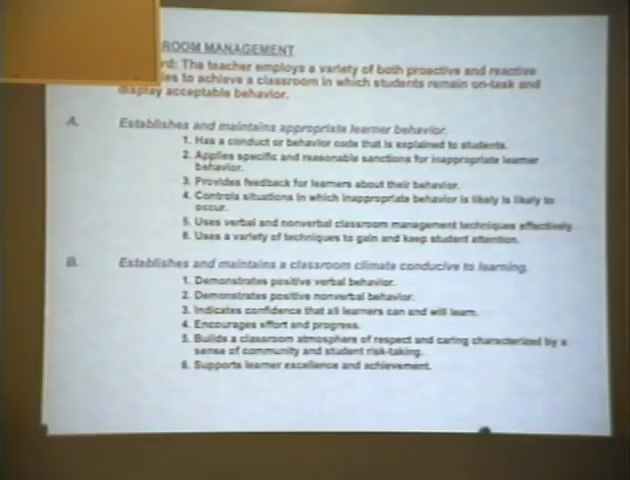 ROOM MANAGEMENT
rd: The teacher employs a variety of both proactive and reactive
ies to achieve a classroom in which students remain on-task and
display acceptable behavior.
A. Establishes and maintains appropriate learner behavior.
1. Has a conduct or behavior code that is explained to students.
2. Applies specific and reasonable sanctions for inappropriate learner
behavior.
3. Provides feedback for learners about their behavior.
4. Controls situations in which inappropriate behavior is likely is likely to
occur.
5. Uses verbal and nonverbal classroom management techniques effectively.
6. Uses a variety of techniques to gain and keep student attention.
B. Establishes and maintains a classroom climate conducive to learning.
1. Demonstrates positive verbal behavior.
2. Demonstrates positive nonverbal behavior.
3. Indicates confidence that all learners can and will learn.
4. Encourages effort and progress.
5. Builds a classroom atmosphere of respect and caring characterized by a
sense of community and student risk-taking.
6. Supports learner excellence and achievement.